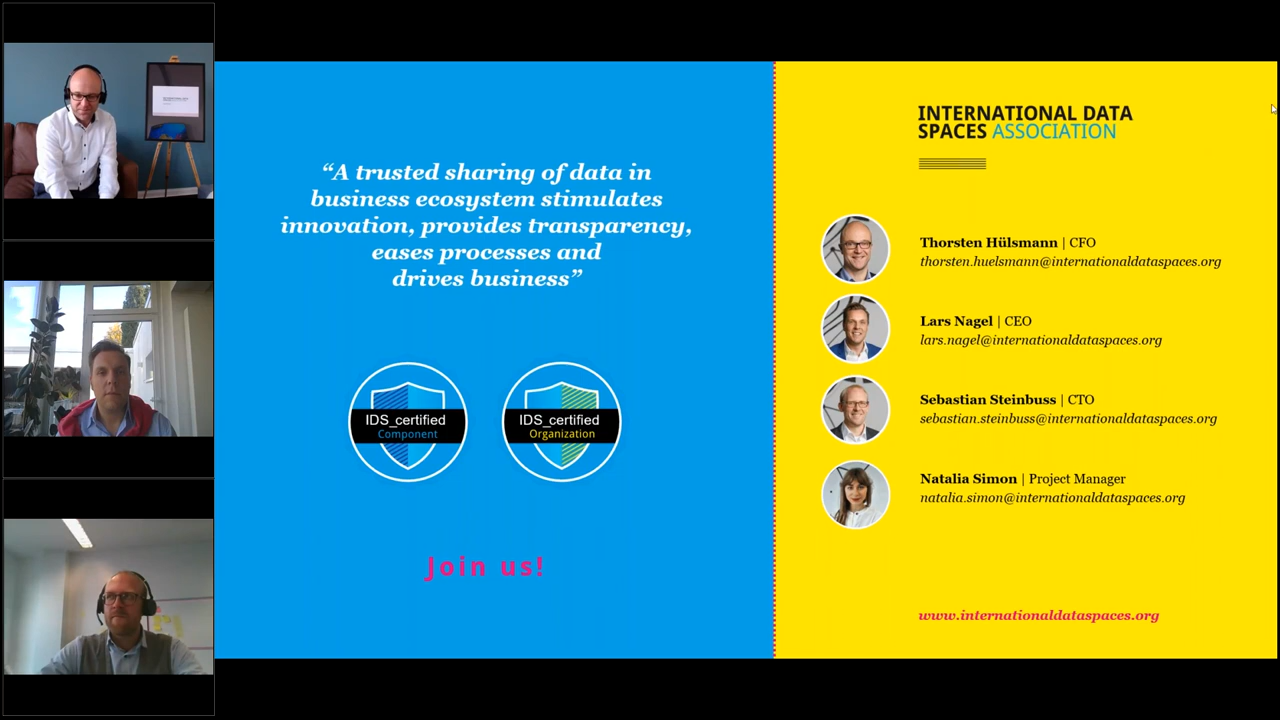 “A trusted sharing of data in
business ecosystem stimulates
innovation, provides transparency,
eases processes and
drives business”
IDS_certified
Component
IDS_certified
Organization
Join us!
INTERNATIONAL DATA
SPACES ASSOCIATION
Thorsten Hülsmann | CFO
thorsten.huelsmann@internationaldataspaces.org
Lars Nagel | CEO
lars.nagel@internationaldataspaces.org
Sebastian Steinbuss | CTO
sebastian.steinbuss@internationaldataspaces.org
Natalia Simon | Project Manager
natalia.simon@internationaldataspaces.org
www.internationaldataspaces.org